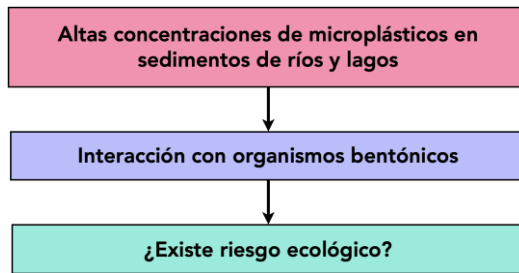 Altas concentraciones de microplásticos en
sedimentos de ríos y lagos
Interacción con organismos bentónicos
¿Existe riesgo ecológico?